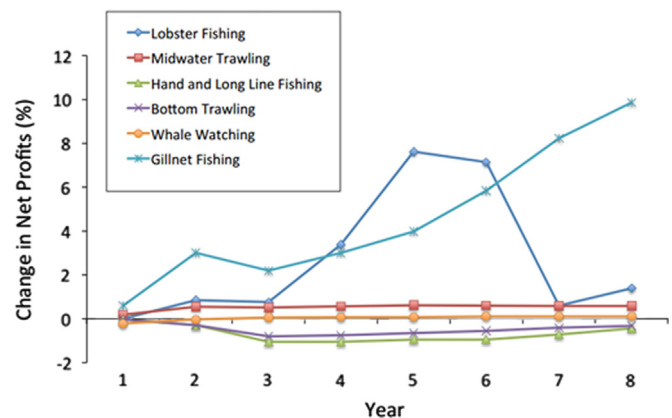 Lobster Fishing
Midwater Trawling
Hand and Long Line Fishing
Bottom Trawling
Whale Watching
Gillnet Fishing
Change in Net Profits (%)
12
10
8
6
4
2
0
-2
1 2 3 4 5 6 7 8
Year